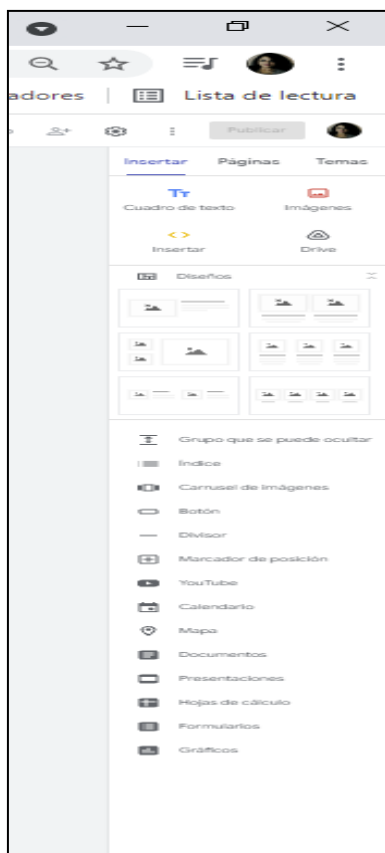 adores
Lista de lectura
Publicar
Insertar Páginas Temas
Tr
Cuadro de texto Imágenes
Insertar Drive
Diseños
Grupo que se puede ocultar
Índice
Carrusel de imágenes
Botón
Divisor
Marcador de posición
YouTube
Calendario
Mapa
Documentos
Presentaciones
Hojas de cálculo
Formularios
Gráficos